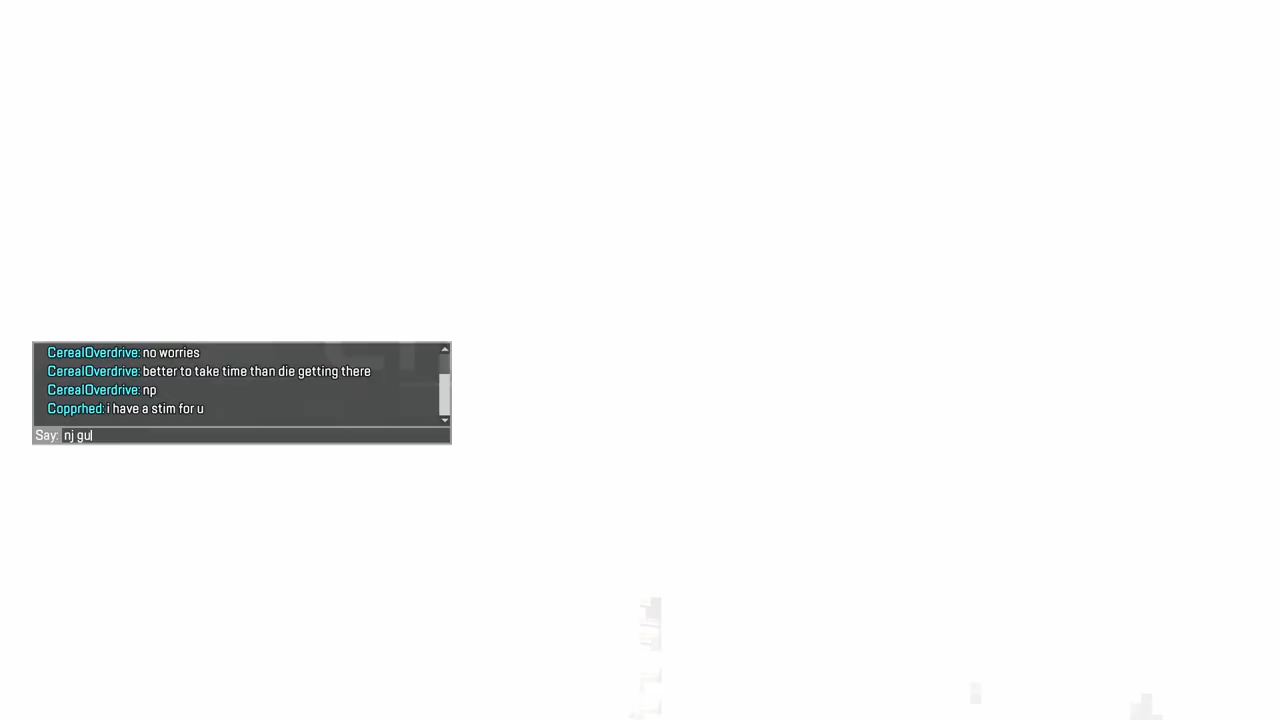 CerealOverdrive: no worries
CerealOverdrive: better to take time than die getting there
CerealOverdrive: np
Copprhed: i have a stim for u
Say: nj gu